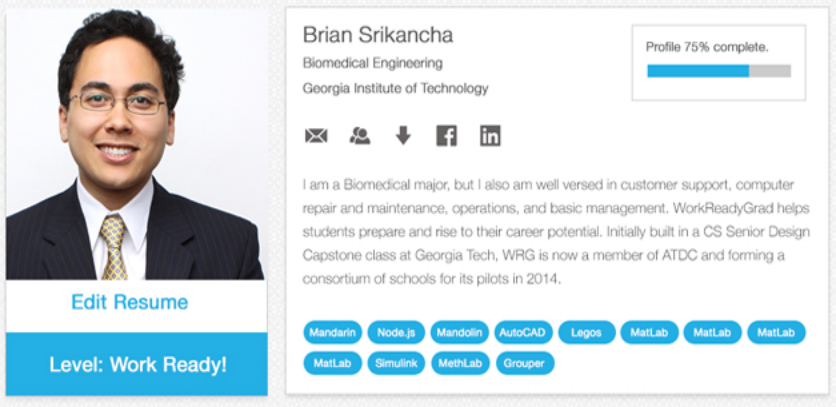 Brian Srikancha
Biomedical Engineering
Georgia Institute of Technology
Profile 75% complete.
I am a Biomedical major, but I also am well versed in customer support, computer
repair and maintenance, operations, and basic management. WorkReadyGrad helps
students prepare and rise to their career potential. Initially built in a CS Senior Design
Capstone class at Georgia Tech, WRG is now a member of ATDC and forming a
consortium of schools for its pilots in 2014.
Mandarin Node.js Mandolin AutoCAD Legos MatLab MatLab MatLab
MatLab Simulink MethLab Grouper
Edit Resume
Level: Work Ready!